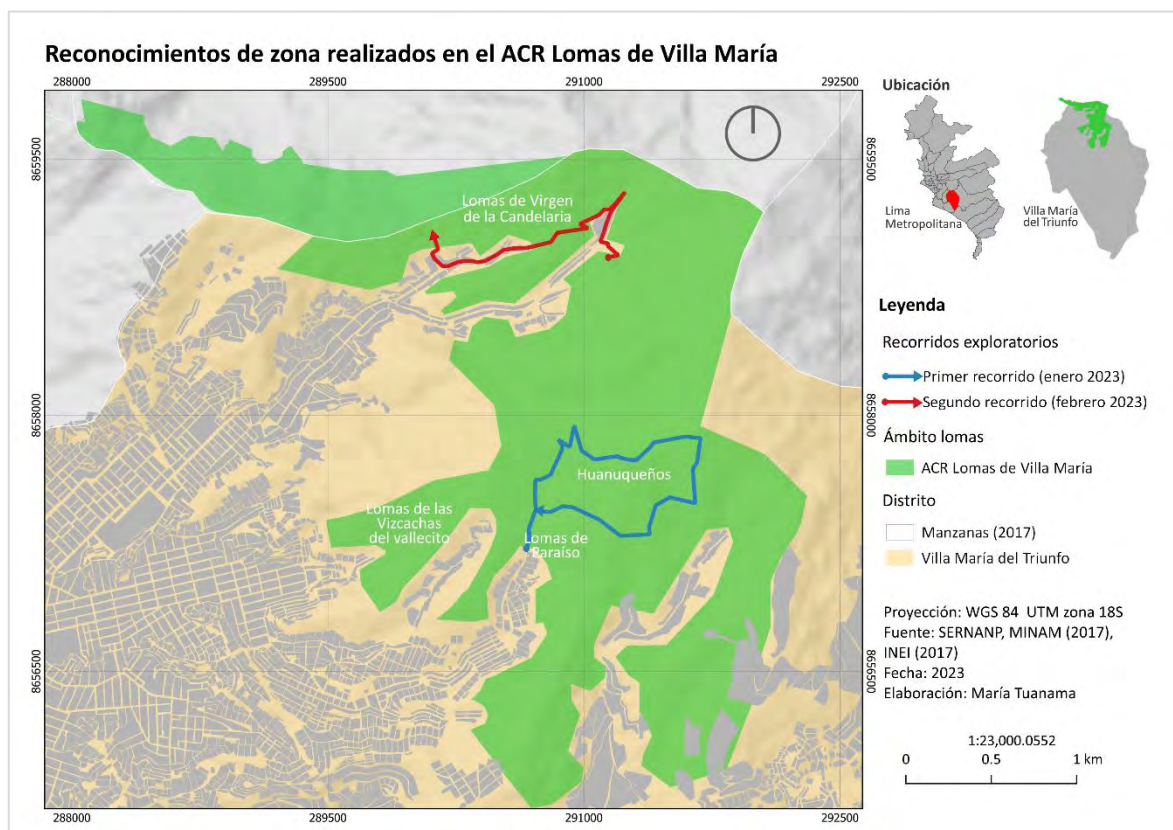 Reconocimientos de zona realizados en el ACR Lomas de Villa María
288000
289500
291000
292500
8659500
8659500
8658000
8658000
8656500
8656500
288000
289500
291000
292500
Lomas de Virgen
de la Candelaria
Huanuqueños
Lomas de las
Vizcachas
del vallecito
Lomas de
Paraíso
Ubicación
Lima
Metropolitana
Villa María
del Triunfo
Leyenda
Recorridos exploratorios
Primer recorrido (enero 2023)
Segundo recorrido (febrero 2023)
Ámbito lomas
ACR Lomas de Villa María
Distrito
Manzanas (2017)
Villa María del Triunfo
Proyección: WGS 84 UTM zona 18S
Fuente: SERNANP, MINAM (2017),
INEI (2017)
Fecha: 2023
Elaboración: María Tuanama
1:23,000.0552
0 0.5 1 km